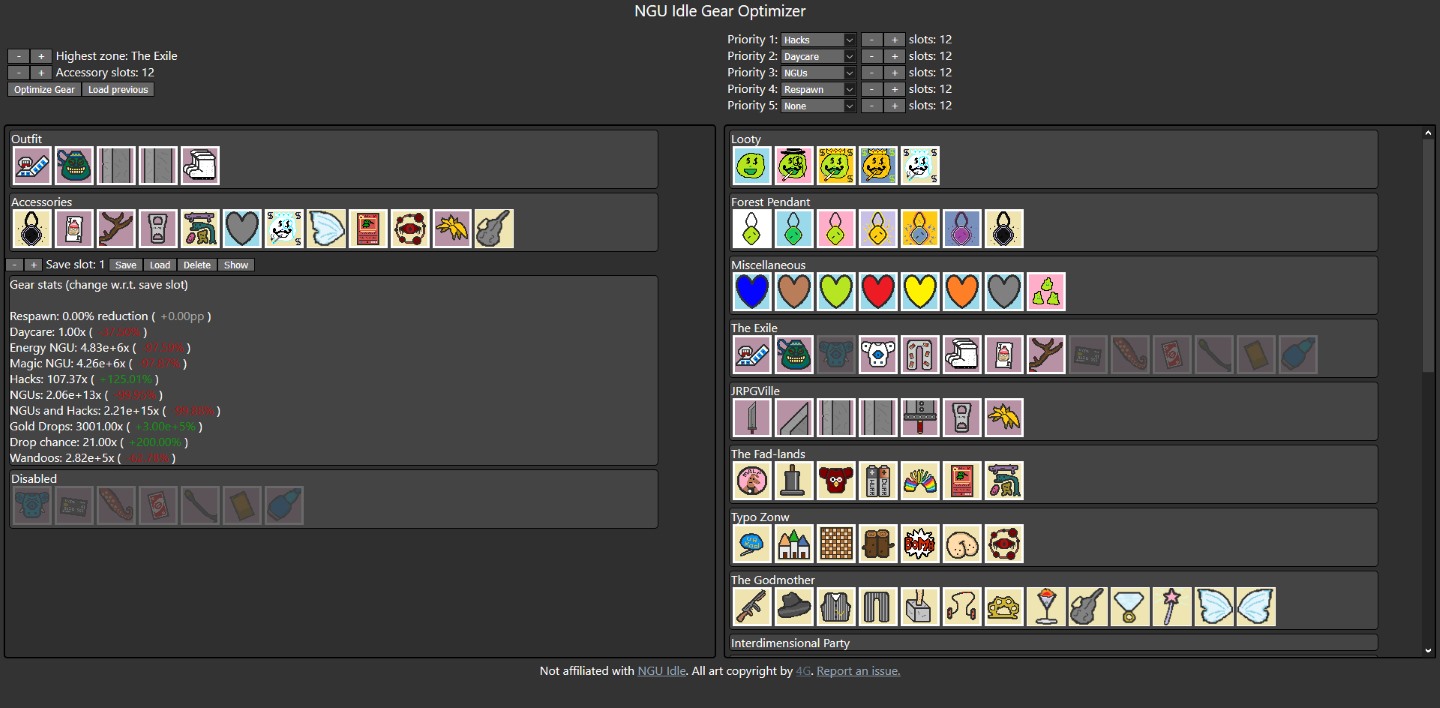 NGU Idle Gear Optimizer
- + Highest zone: The Exile
- + Accessory slots: 12
Optimize Gear Load previous
Priority 1: Hacks - + slots: 12
Priority 2: Daycare - + slots: 12
Priority 3: NGUs - + slots: 12
Priority 4: Respawn - + slots: 12
Priority 5: None - + slots: 12
Outfit
Accessories
- + Save slot: 1 Save Load Delete Show
Gear stats (change w.r.t. save slot)
Respawn: 0.00% reduction ( +0.00pp )
Daycare: 1.00x ( )
Energy NGU: 4.83e+6x ( )
Magic NGU: 4.26e+6x ( )
Hacks: 107.37x ( +125.01% )
NGUs: 2.06e+13x ( )
NGUs and Hacks: 2.21e+15x ( )
Gold Drops: 3001.00x ( +3.00e+5% )
Drop chance: 21.00x ( +200.00% )
Wandoos: 2.82e+5x ( )
Disabled
Looty
Forest Pendant
Miscellaneous
The Exile
JRPGVille
The Fad-lands
Typo Zonw
The Godmother
Interdimensional Party
Not affiliated with NGU Idle. All art copyright by 4G. Report an issue.